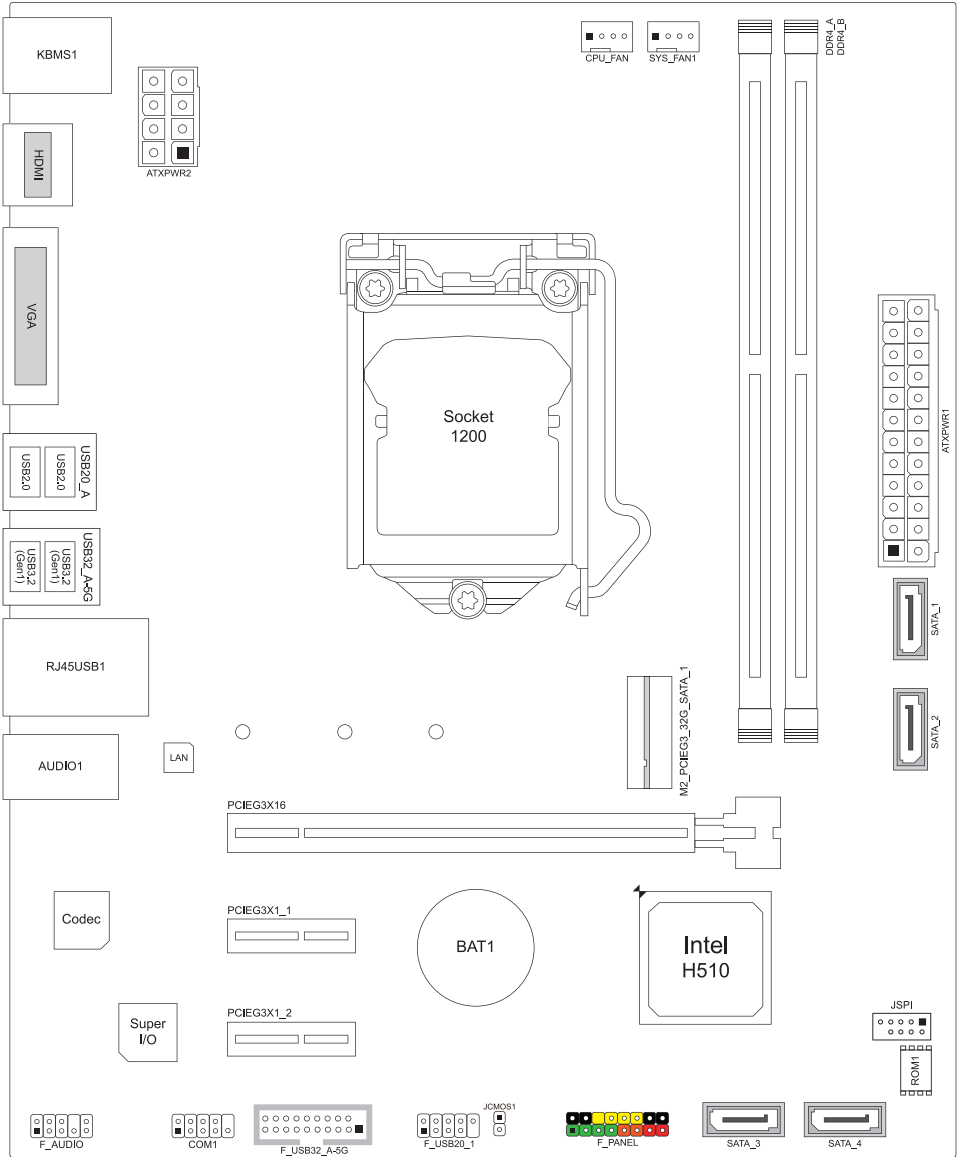 KBMS1
CPU_FAN
SYS_FAN1
DDR4_A
DDR4_B
HDMI
ATXPWR2
VGA
Socket
1200
ATXPWR1
USB2.0
USB2.0
USB20_A
USB3.2
(Gen1)
USB3.2
(Gen1)
USB32_A-5G
SATA_1
RJ45USB1
M2_PCIEG3_32G_SATA_1
SATA_2
AUDIO1
LAN
PCIEG3X16
Codec
PCIEG3X1_1
BAT1
Intel
H510
Super
I/O
PCIEG3X1_2
JSPI
ROM1
F_AUDIO
COM1
F_USB32_A-5G
F_USB20_1
JCMOS1
F_PANEL
SATA_3
SATA_4